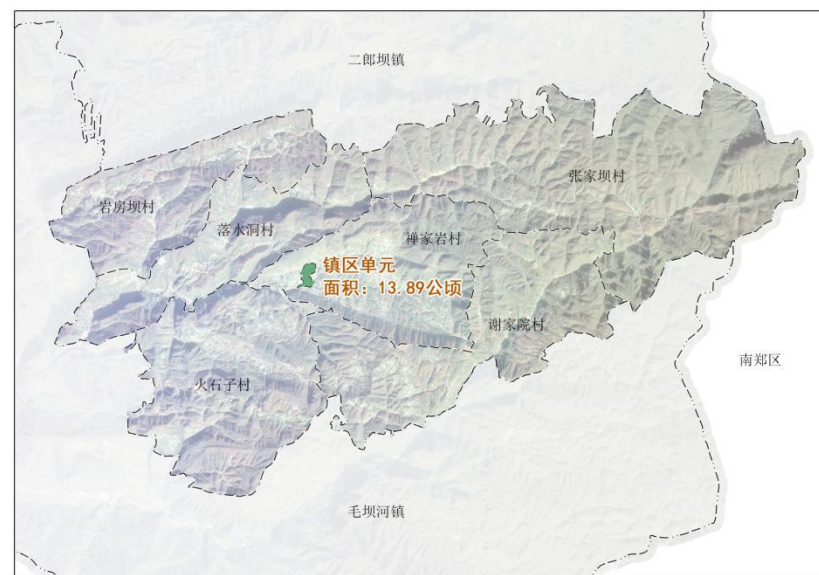 二郎坝镇
张家坝村
岩房坝村
落水洞村
禅家岩村
镇区单元
面积：13.89公顷
谢家院村
南郑区
火石子村
毛坝河镇